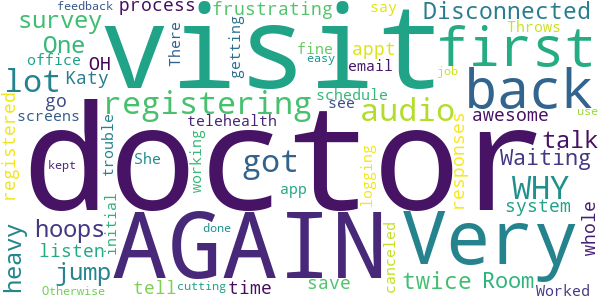 feedback process frustrating say Disconnected
survey There visit Throws
One office OH getting fine appt first
lot Katy easy email job
go screens registering schedule see audio back
registered trouble telehealth awesome use
doctor
kept She working got app logging responses Waiting talk
heavy hoops initial AGAIN Very WHY system whole
listen
jump tell done time save canceled twice Room
Otherwise cutting Worked